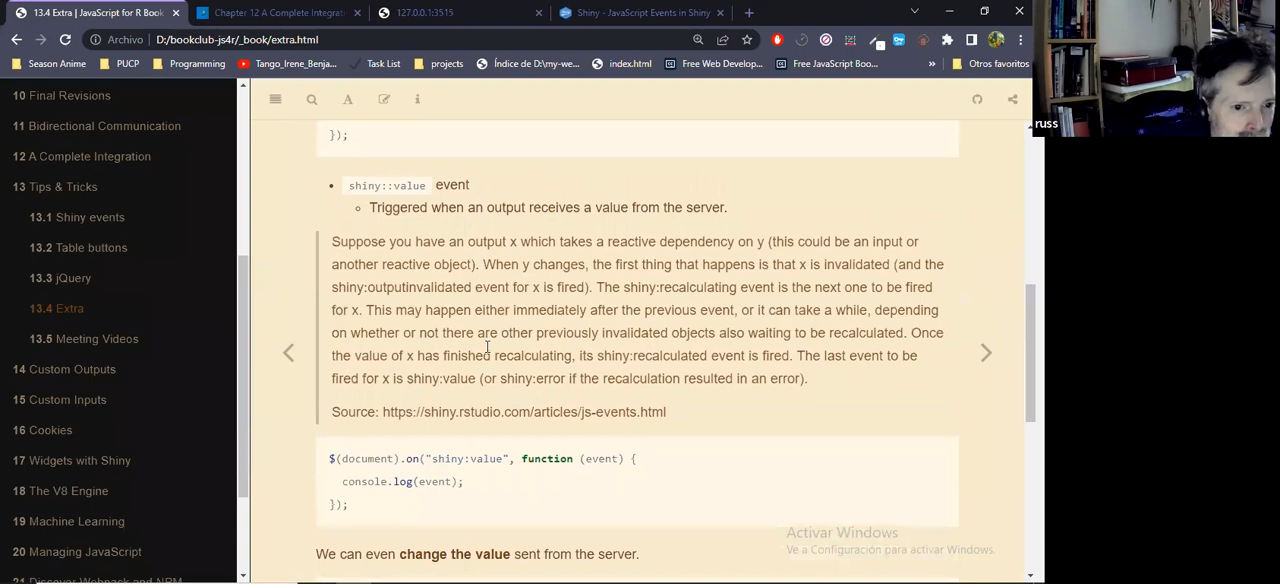 13.4 Extra | JavaScript for R Book
Chapter 12 A Complete Integrati
127.0.0.1:3515
Shiny - JavaScript Events in Shiny
Archivo
D:/bookclub-js4r/_book/extra.html
Season Anime
PUCP
Programming
Tango_Irene_Benja...
Task List
projects
Índice de D:\my-we...
index.html
Free Web Develop...
Free JavaScript Boo...
»
Otros favoritos
russ
10 Final Revisions
11 Bidirectional Communication
12 A Complete Integration
13 Tips & Tricks
13.1 Shiny events
13.2 Table buttons
13.3 jQuery
13.4 Extra
13.5 Meeting Videos
14 Custom Outputs
15 Custom Inputs
16 Cookies
17 Widgets with Shiny
18 The V8 Engine
19 Machine Learning
20 Managing JavaScript
21 Discover Webpack and NPM
});
• shiny::value event
Triggered when an output receives a value from the server.
Suppose you have an output x which takes a reactive dependency on y (this could be an input or
another reactive object). When y changes, the first thing that happens is that x is invalidated (and the
shiny:outputinvalidated event for x is fired). The shiny:recalculating event is the next one to be fired
for x. This may happen either immediately after the previous event, or it can take a while, depending
on whether or not there are other previously invalidated objects also waiting to be recalculated. Once
the value of x has finished recalculating, its shiny:recalculated event is fired. The last event to be
fired for x is shiny:value (or shiny:error if the recalculation resulted in an error).
Source: https://shiny.rstudio.com/articles/js-events.html
$(document).on("shiny:value", function (event) {
console.log(event);
});
We can even change the value sent from the server.
Activar Windows
Ve a Configuración para activar Windows.